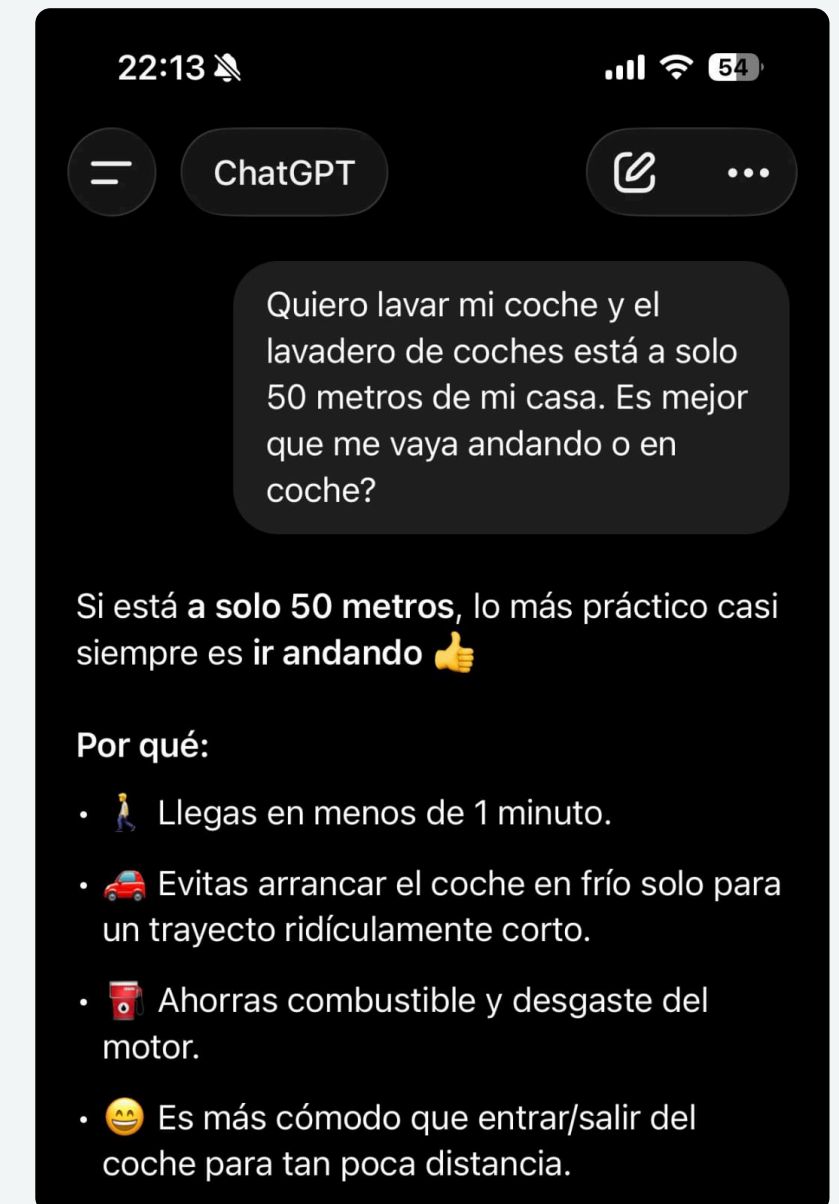 22:13
54
ChatGPT
Quiero lavar mi coche y el
lavadero de coches está a solo
50 metros de mi casa. Es mejor
que me vaya andando o en
coche?
Si está a solo 50 metros, lo más práctico casi
siempre es ir andando 👍
Por qué:
• 🚶 Llegas en menos de 1 minuto.
• 🚗 Evitas arrancar el coche en frío solo para
un trayecto ridículamente corto.
• ⛽ Ahorras combustible y desgaste del
motor.
• 😄 Es más cómodo que entrar/salir del
coche para tan poca distancia.